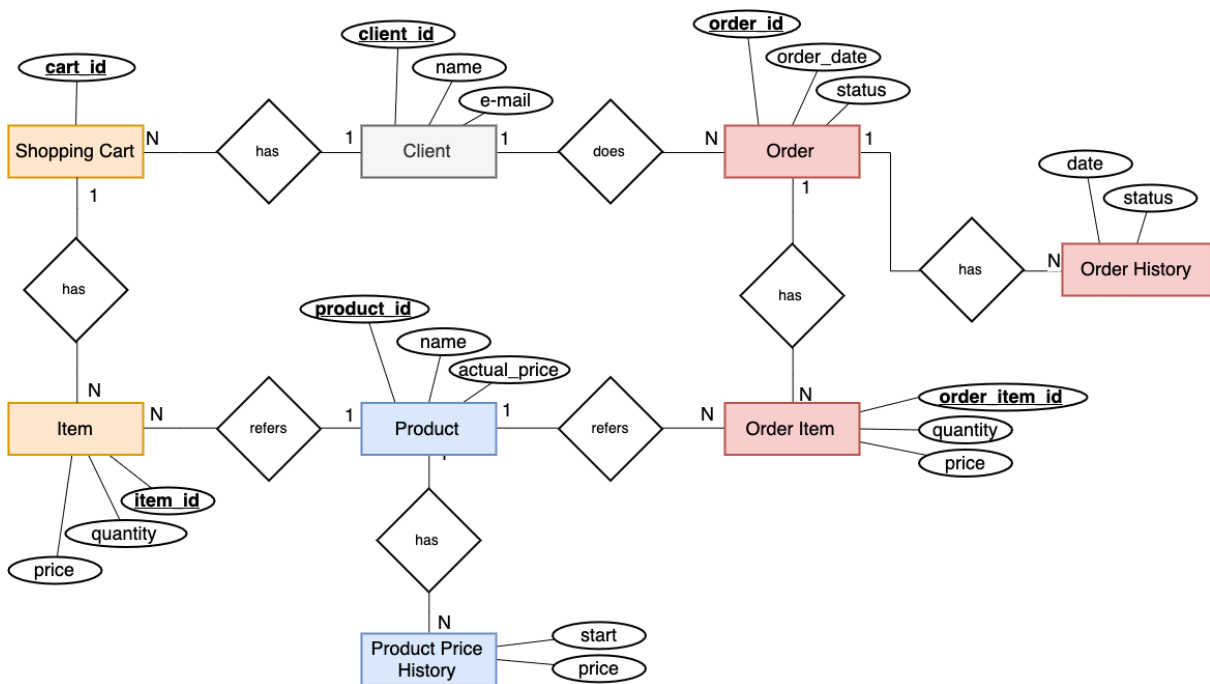 client_id
order_id
cart_id
name
order_date
e-mail
status
Shopping Cart
N
has
1
Client
1
does
N
Order
1
date
status
1
1
has
N
Order History
has
has
product_id
name
actual_price
N
N
order_item_id
Item
N
refers
1
Product
1
refers
N
Order Item
quantity
price
item_id
quantity
price
has
N
Product Price
History
start
price